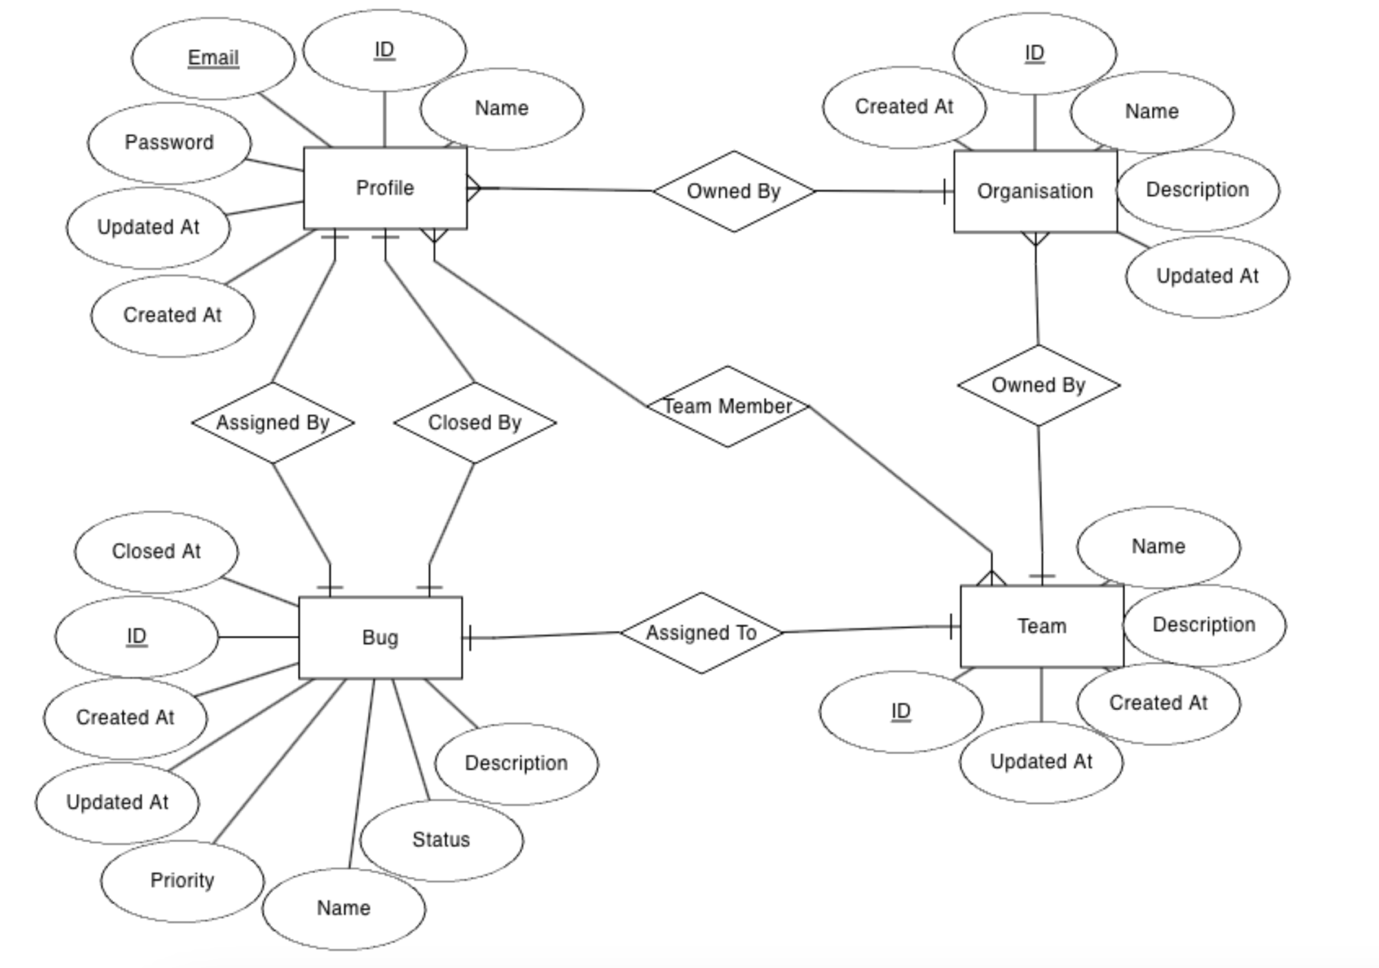 Email
ID
Name
Password
Profile
Updated At
Created At
Owned By
ID
Created At
Name
Organisation
Description
Updated At
Assigned By
Closed By
Team Member
Owned By
Closed At
ID
Bug
Created At
Updated At
Priority
Name
Status
Description
Assigned To
Name
Team
Description
Created At
ID
Updated At